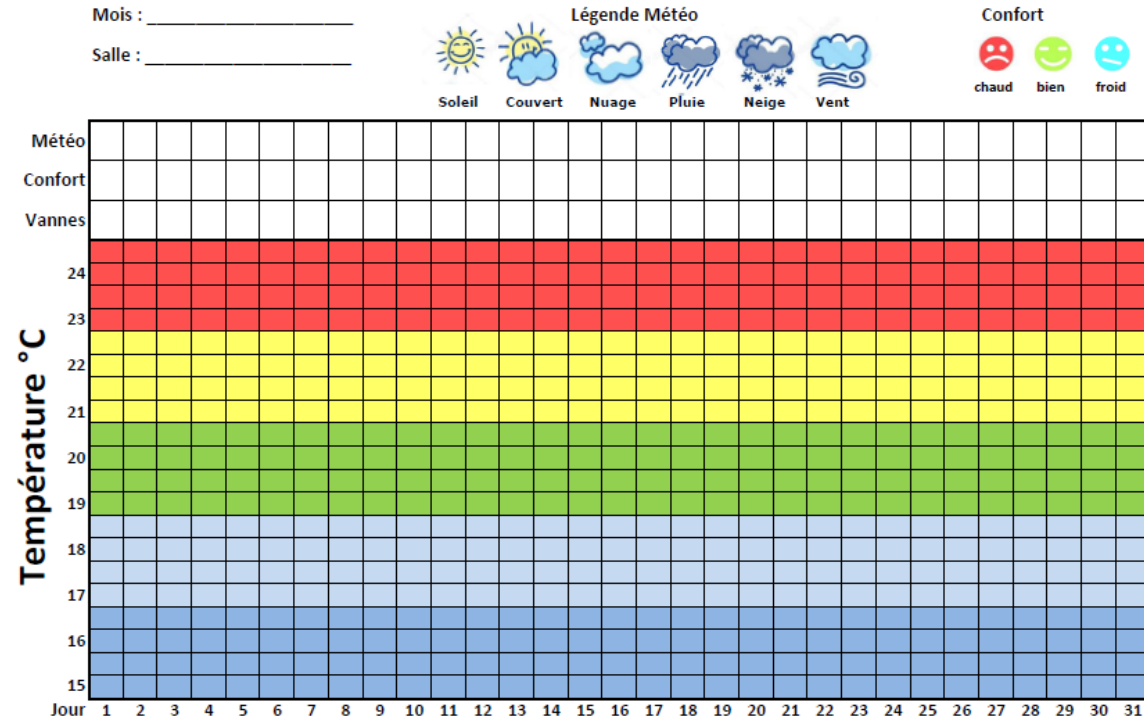 Mois : ____________________
Légende Météo
Confort
Salle : ____________________
chaud bien froid
Soleil Couvert Nuage Pluie Neige Vent
Météo
Confort
Vannes
24
23
22
21
20
19
18
17
16
15
Température °C
Jour 1 2 3 4 5 6 7 8 9 10 11 12 13 14 15 16 17 18 19 20 21 22 23 24 25 26 27 28 29 30 31